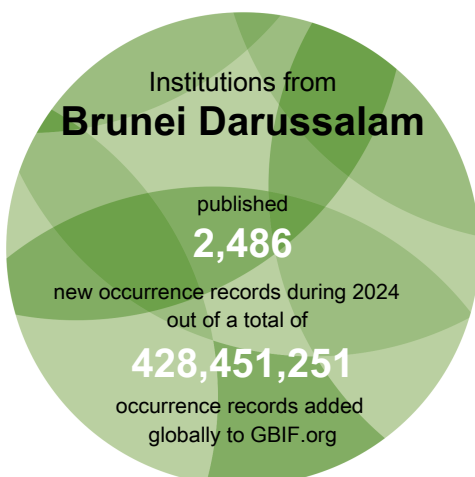 Institutions from
Brunei Darussalam
published
2,486
new occurrence records during 2024
out of a total of
428,451,251
occurrence records added
globally to GBIF.org